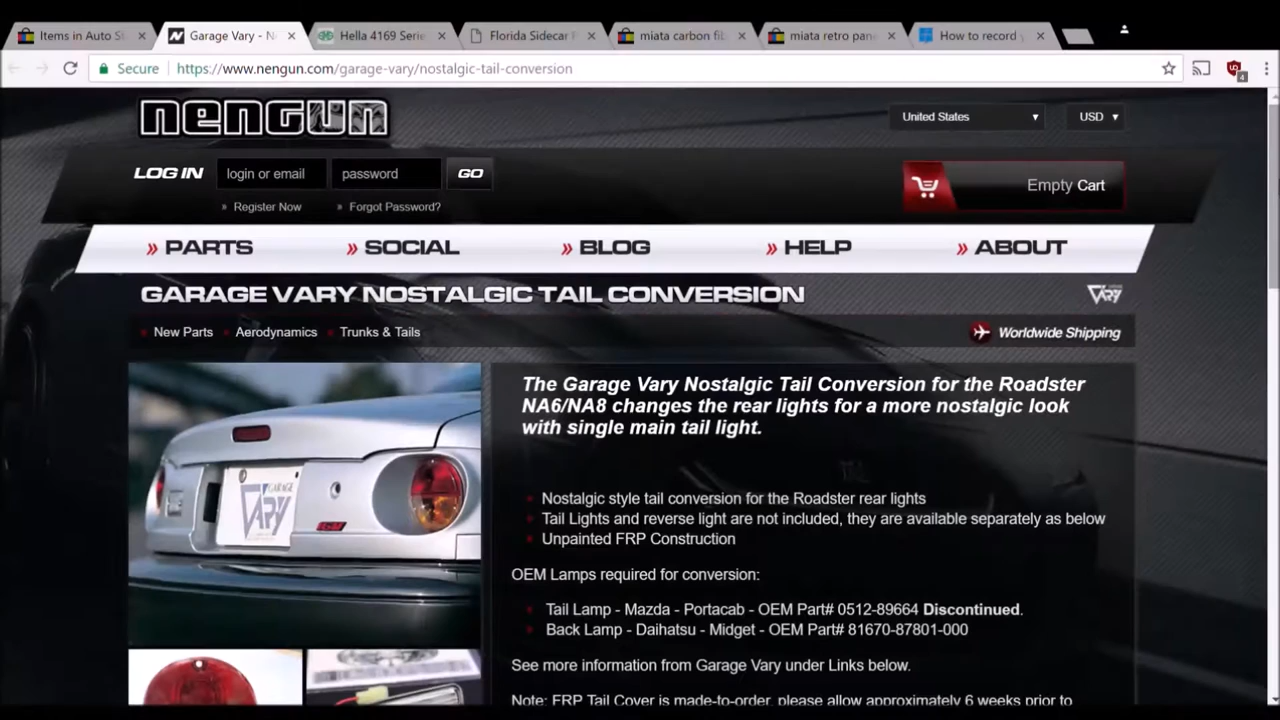 Items in Auto S
Garage Vary - N
Hella 4169 Serie
Florida Sidecar
miata carbon fi
miata retro pan
How to record
Secure
https://www.nengun.com/garage-vary/nostalgic-tail-conversion
4
nengun
United States
USD
LOG IN
login or email
password
GO
Empty Cart
» Register Now
» Forgot Password?
» PARTS
» SOCIAL
» BLOG
» HELP
» ABOUT
GARAGE VARY NOSTALGIC TAIL CONVERSION
VARY
New Parts
Aerodynamics
Trunks & Tails
Worldwide Shipping
GARAGE
VARY
The Garage Vary Nostalgic Tail Conversion for the Roadster
NA6/NA8 changes the rear lights for a more nostalgic look
with single main tail light.
Nostalgic style tail conversion for the Roadster rear lights
Tail Lights and reverse light are not included, they are available separately as below
Unpainted FRP Construction
OEM Lamps required for conversion:
Tail Lamp - Mazda - Portacab - OEM Part# 0512-89664 Discontinued.
Back Lamp - Daihatsu - Midget - OEM Part# 81670-87801-000
See more information from Garage Vary under Links below.
Note: FRP Tail Cover is made-to-order, please allow approximately 6 weeks prior to